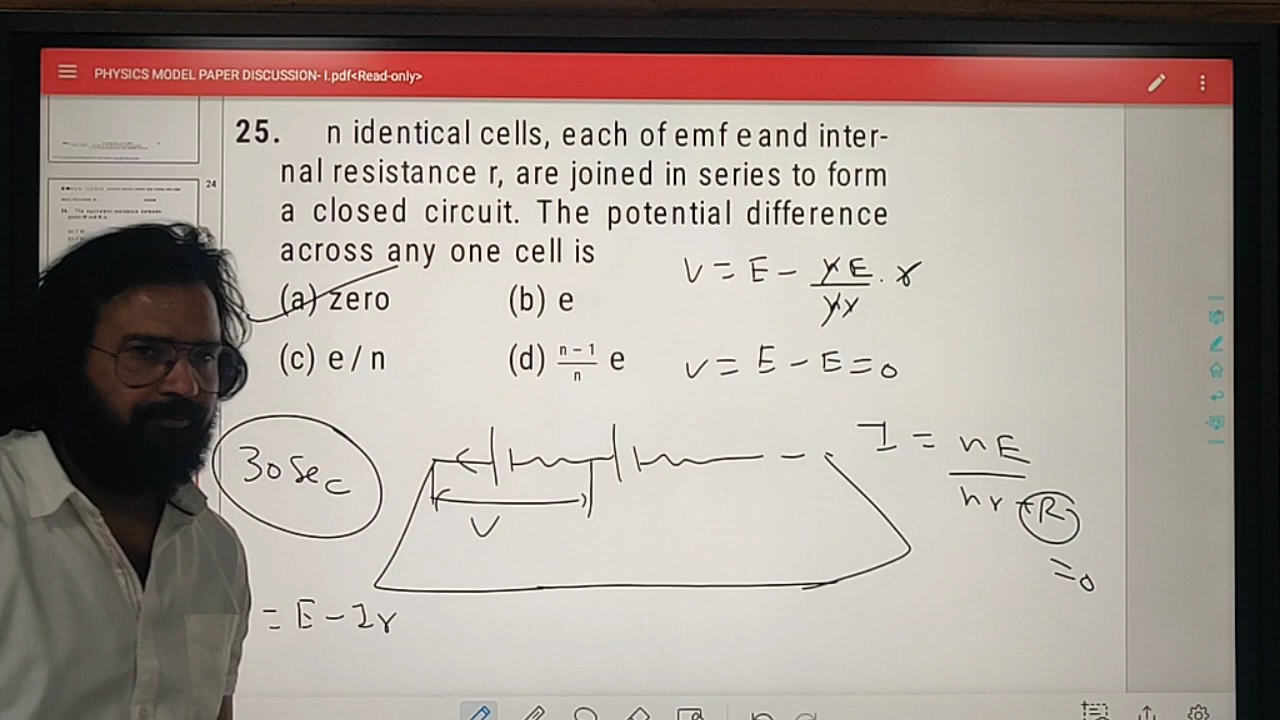 PHYSICS MODEL PAPER DISCUSSION- I.pdf<Read-only>
24
25. n identical cells, each of emf e and inter-
nal resistance r, are joined in series to form
a closed circuit. The potential difference
across any one cell is
(a) zero (b) e
(c) e / n (d) n-1/n e
V = E - nE/nr . r
V = E - E = 0
30 Sec
V
I = nE/nr + R
= 0
= E - Ir